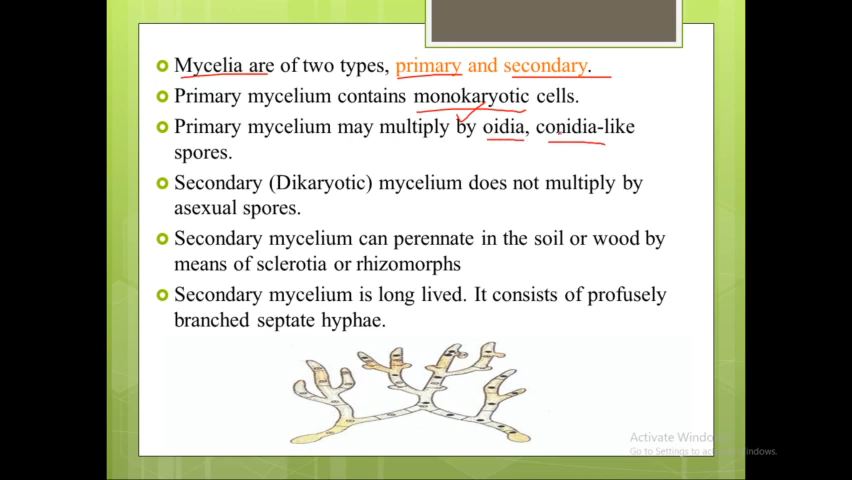 Mycelia are of two types, primary and secondary.
Primary mycelium contains monokaryotic cells.
Primary mycelium may multiply by oidia, conidia-like
spores.
Secondary (Dikaryotic) mycelium does not multiply by
asexual spores.
Secondary mycelium can perennate in the soil or wood by
means of sclerotia or rhizomorphs
Secondary mycelium is long lived. It consists of profusely
branched septate hyphae.
Activate Windo
Go to Settings to ac indows.